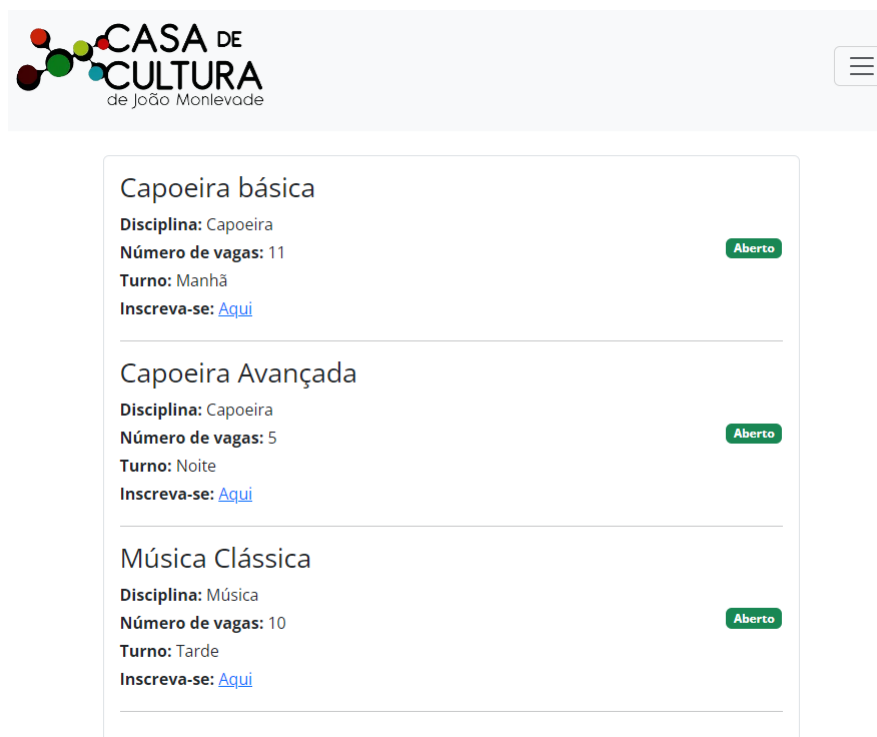 CASA DE
CULTURA
de João Monlevade
Capoeira básica
Disciplina: Capoeira
Número de vagas: 11
Aberto
Turno: Manhã
Inscreva-se: Aqui
Capoeira Avançada
Disciplina: Capoeira
Número de vagas: 5
Aberto
Turno: Noite
Inscreva-se: Aqui
Música Clássica
Disciplina: Música
Número de vagas: 10
Aberto
Turno: Tarde
Inscreva-se: Aqui